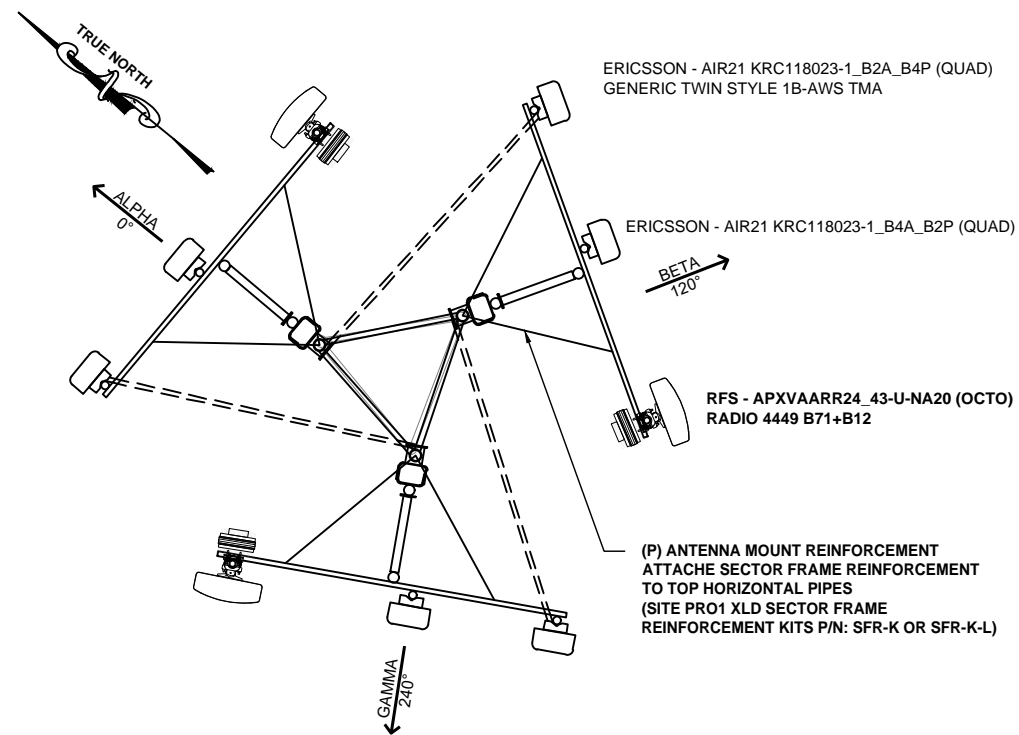 TRUE NORTH
ERICSSON - AIR21 KRC118023-1_B2A_B4P (QUAD)
GENERIC TWIN STYLE 1B-AWS TMA
ALPHA
0°
ERICSSON - AIR21 KRC118023-1_B4A_B2P (QUAD)
BETA
120°
RFS - APXVAARR24_43-U-NA20 (OCTO)
RADIO 4449 B71+B12
(P) ANTENNA MOUNT REINFORCEMENT
ATTACHE SECTOR FRAME REINFORCEMENT
TO TOP HORIZONTAL PIPES
(SITE PRO1 XLD SECTOR FRAME
REINFORCEMENT KITS P/N: SFR-K OR SFR-K-L)
GAMMA
240°